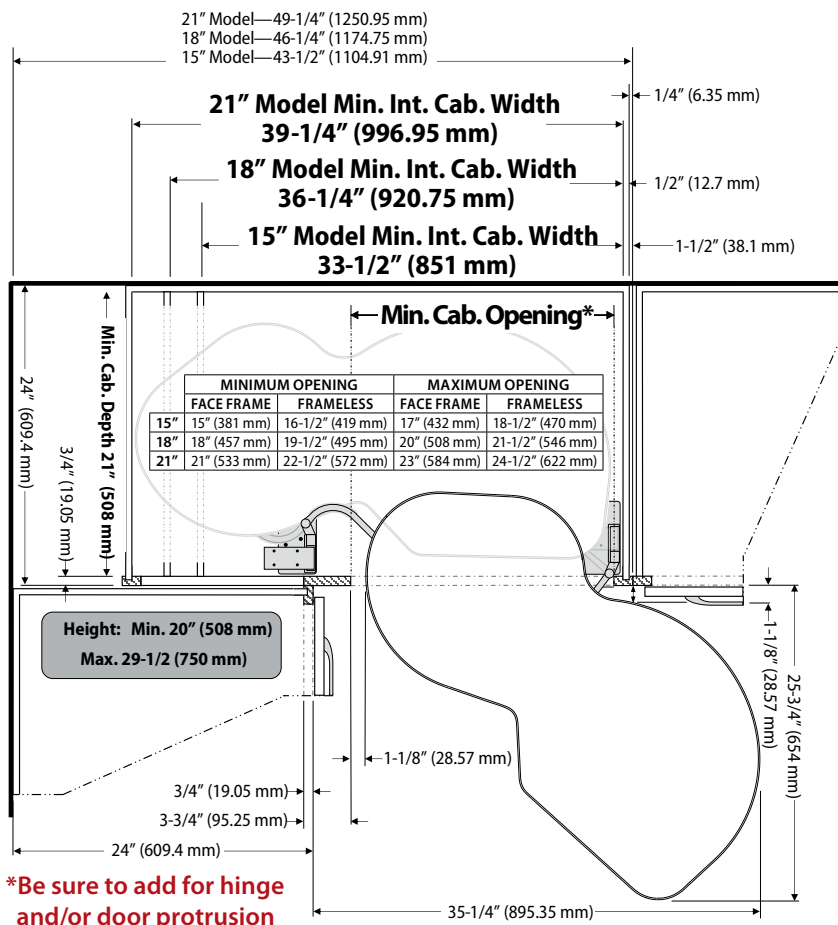 21” Model—49-1/4” (1250.95 mm)
18” Model—46-1/4” (1174.75 mm)
15” Model—43-1/2” (1104.91 mm)
1/4” (6.35 mm)
21” Model Min. Int. Cab. Width
39-1/4” (996.95 mm)
18” Model Min. Int. Cab. Width
36-1/4” (920.75 mm)
1/2” (12.7 mm)
15” Model Min. Int. Cab. Width
33-1/2” (851 mm)
1-1/2” (38.1 mm)
Min. Cab. Opening*
24” (609.4 mm)
3/4” (19.05 mm)
Min. Cab. Depth 21” (508 mm)
MINIMUM OPENING MAXIMUM OPENING
FACE FRAME FRAMELESS FACE FRAME FRAMELESS
15” 15” (381 mm) 16-1/2” (419 mm) 17” (432 mm) 18-1/2” (470 mm)
18” 18” (457 mm) 19-1/2” (495 mm) 20” (508 mm) 21-1/2” (546 mm)
21” 21” (533 mm) 22-1/2” (572 mm) 23” (584 mm) 24-1/2” (622 mm)
Height: Min. 20” (508 mm)
Max. 29-1/2 (750 mm)
1-1/8” (28.57 mm)
25-3/4” (654 mm)
1-1/8” (28.57 mm)
3/4” (19.05 mm)
3-3/4” (95.25 mm)
24” (609.4 mm)
*Be sure to add for hinge
and/or door protrusion
35-1/4” (895.35 mm)